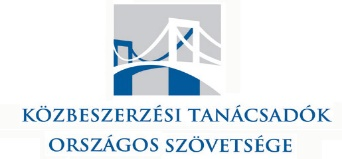 KÖZBESZERZÉSI TANÁCSADÓK
ORSZÁGOS SZÖVETSÉGE